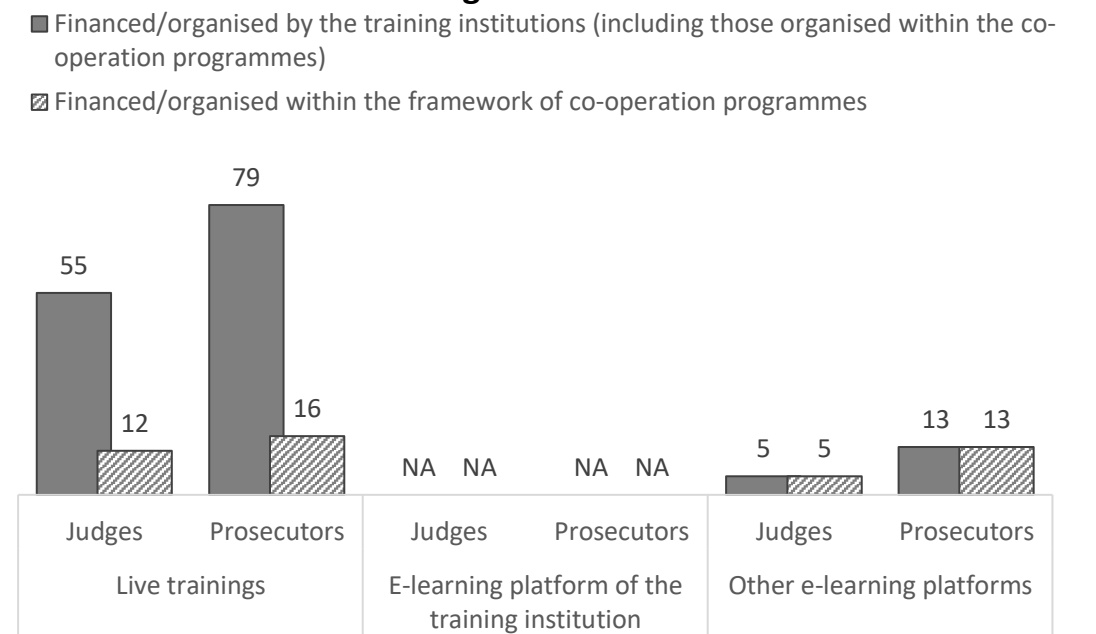 Financed/organised by the training institutions (including those organised within the co-
operation programmes)
Financed/organised within the framework of co-operation programmes
79
55
16
12
NA NA NA NA
5 5
13 13
Judges Prosecutors Judges Prosecutors Judges Prosecutors
Live trainings
E-learning platform of the
training institution
Other e-learning platforms